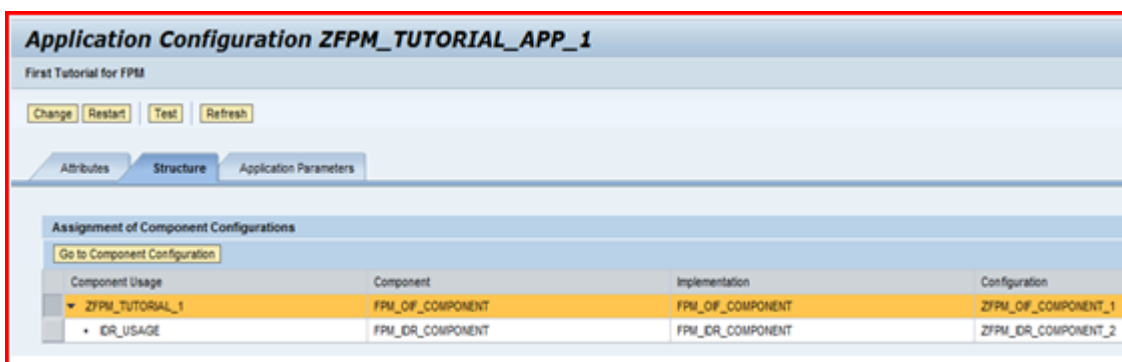 Application Configuration ZFPM_TUTORIAL_APP_1
First Tutorial for FPM
Change Restart Test Refresh
Attributes Structure Application Parameters
Assignment of Component Configurations
Go to Component Configuration
Component Usage Component Implementation Configuration
ZFPM_TUTORIAL_1 FPM_OIF_COMPONENT FPM_OIF_COMPONENT ZFPM_OIF_COMPONENT_1
IDR_USAGE FPM_IDR_COMPONENT FPM_IDR_COMPONENT ZFPM_IDR_COMPONENT_2